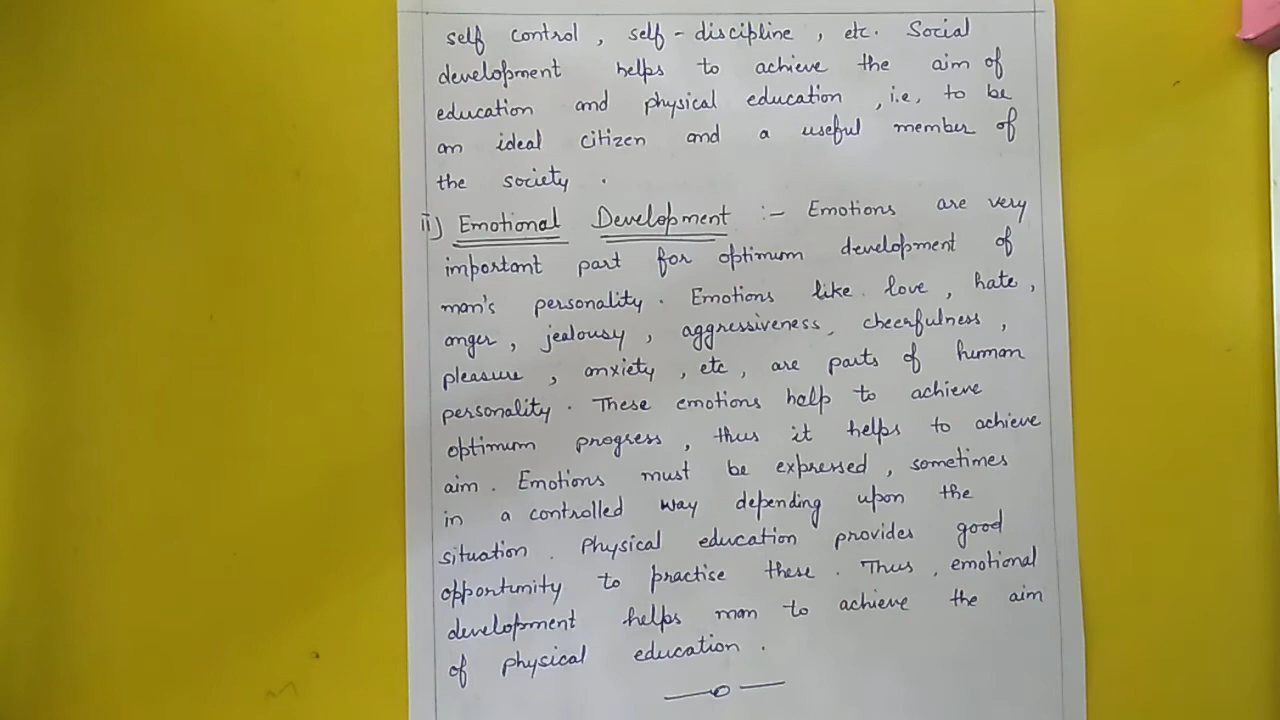 self control , self - discipline , etc. Social
development helps to achieve the aim of
education and physical education , i.e, to be
an ideal citizen and a useful member of
the society .
ii) Emotional Development :- Emotions are very
important part for optimum development of
man's personality . Emotions like love , hate ,
anger , jealousy , aggressiveness, cheerfulness ,
pleasure , anxiety , etc , are parts of human
personality . These emotions help to achieve
optimum progress , thus it helps to achieve
aim . Emotions must be expressed , sometimes
in a controlled way depending upon the
situation . Physical education provides good
opportunity to practise these . Thus , emotional
development helps man to achieve the aim
of physical education .